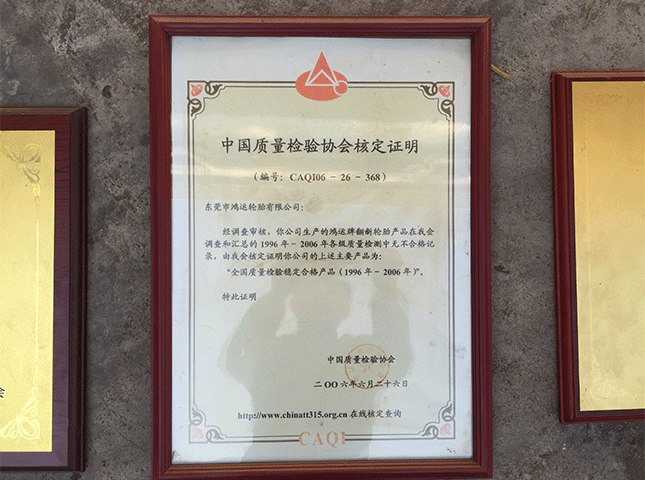 中国质量检验协会核定证明
（编号：CAQI06－26－368）
东莞市鸿运轮胎有限公司：
经调查审核，你公司生产的鸿运牌翻新轮胎产品在我会
调查和汇总的1996年－2006年各级质量检测中无不合格记
录，由我会核定证明你公司的上述主要产品为：
“全国质量检验稳定合格产品（1996年－2006年）”。
特此证明
中国质量检验协会
二OO六年六月二十六日
http://www.chinatt315.org.cn 在线核定查询
CAQI